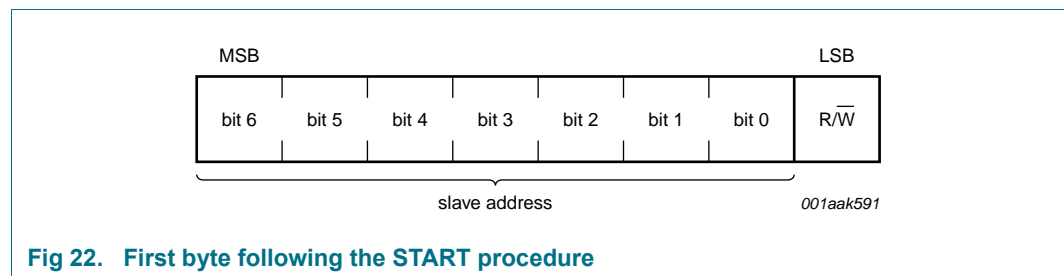 MSB LSB
bit 6 bit 5 bit 4 bit 3 bit 2 bit 1 bit 0 R/W̅
slave address 001aak591
Fig 22. First byte following the START procedure